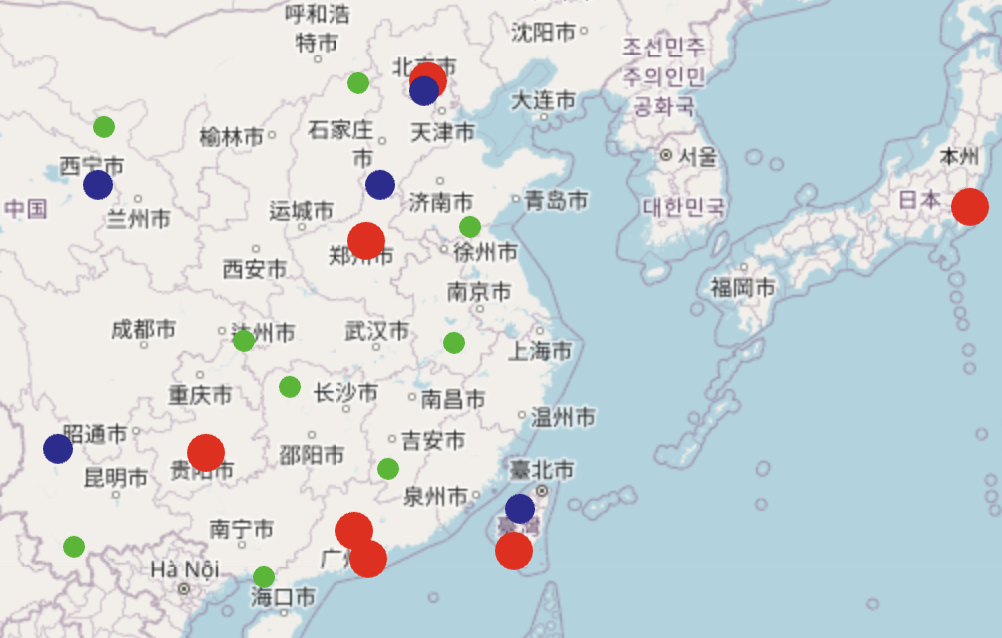 呼和浩
特市
沈阳市
조선민주
주의인민
공화국
北京市
大连市
榆林市
石家庄
市
天津市
서울
本州
西宁市
中国
兰州市
运城市
济南市
青岛市
대한민국
日本
郑州市
徐州市
西安市
南京市
福岡市
成都市
达州市
武汉市
上海市
重庆市
长沙市
南昌市
温州市
昭通市
邵阳市
吉安市
贵阳市
昆明市
泉州市
臺北市
南宁市
臺灣
广州
Hà Nội
海口市